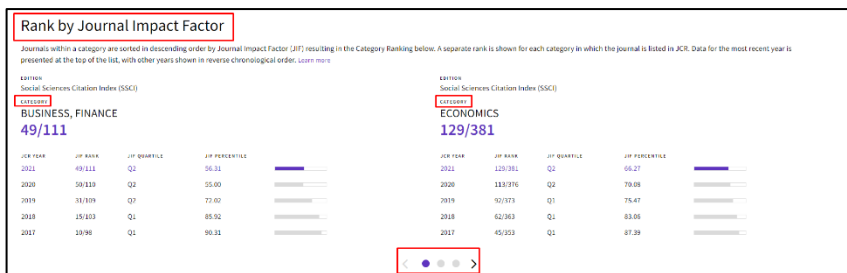 Rank by Journal Impact Factor
Journals within a category are sorted in descending order by Journal Impact Factor (JIF) resulting in the Category Ranking below. A separate rank is shown for each category in which the journal is listed in JCR. Data for the most recent year is
presented at the top of the list, with other years shown in reverse chronological order. Learn more
EDITION
Social Sciences Citation Index (SSCI)
CATEGORY
BUSINESS, FINANCE
49/111
JCR YEAR JIF RANK JIF QUARTILE JIF PERCENTILE
2021 49/111 Q2 56.31
2020 50/110 Q2 55.00
2019 31/109 Q2 72.02
2018 15/103 Q1 85.92
2017 10/98 Q1 90.31
EDITION
Social Sciences Citation Index (SSCI)
CATEGORY
ECONOMICS
129/381
JCR YEAR JIF RANK JIF QUARTILE JIF PERCENTILE
2021 129/381 Q2 66.27
2020 113/376 Q2 70.08
2019 92/373 Q1 75.47
2018 62/363 Q1 83.06
2017 45/353 Q1 87.39